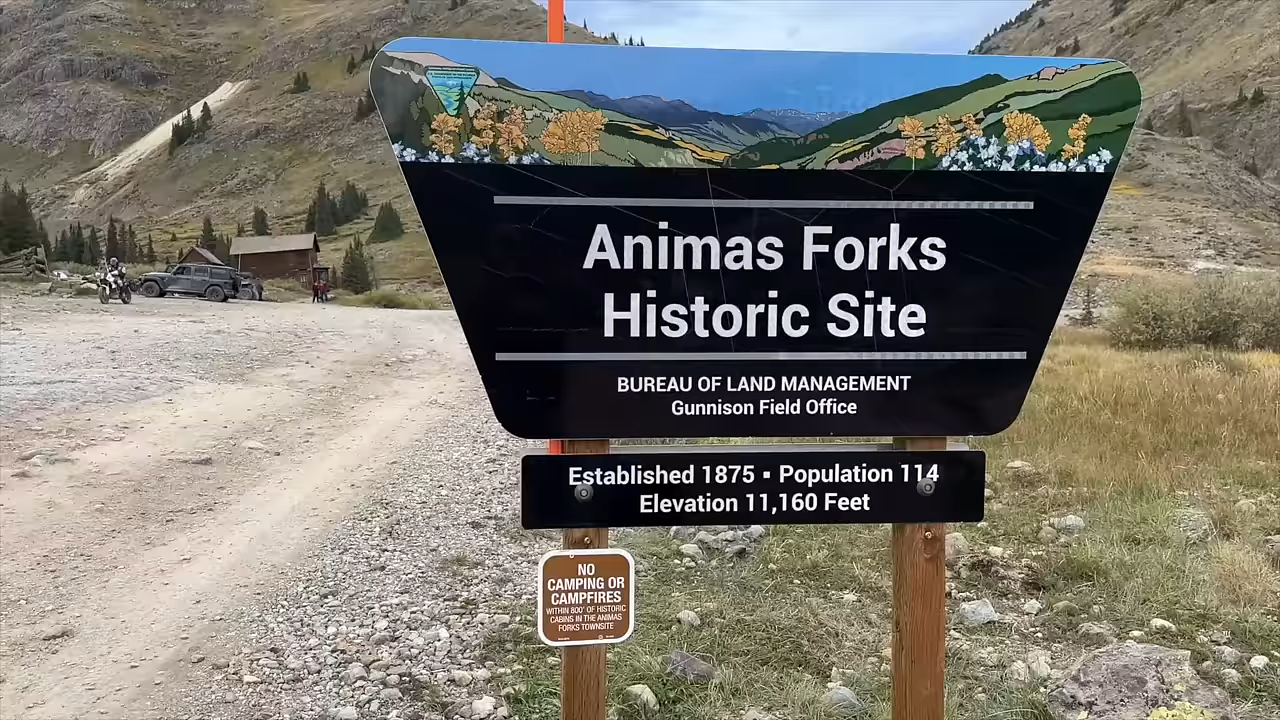 Animas Forks
Historic Site
BUREAU OF LAND MANAGEMENT
Gunnison Field Office
Established 1875 ▪ Population 114
Elevation 11,160 Feet
NO
CAMPING OR
CAMPFIRES
WITHIN 800' OF HISTORIC
CABINS IN THE ANIMAS
FORKS TOWNSITE